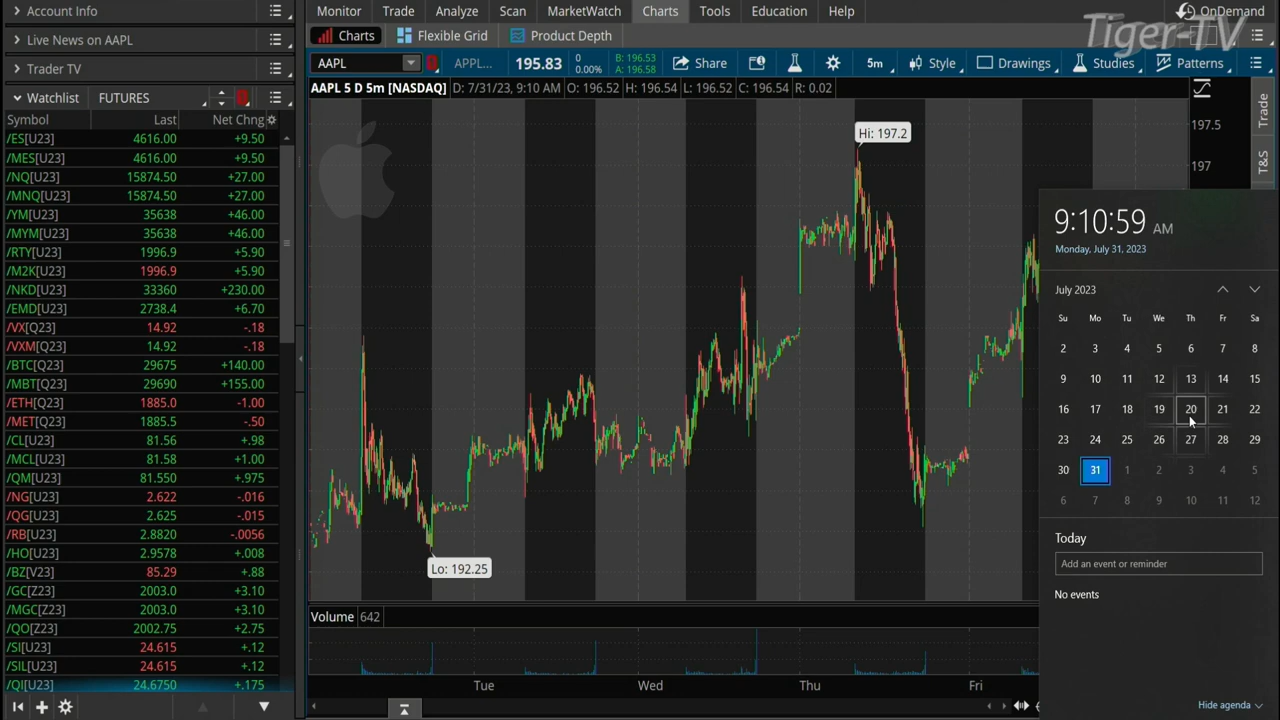 Account Info
Live News on AAPL
Trader TV
Watchlist FUTURES
Symbol Last Net Chng
/ES[U23] 4616.00 +9.50
/MES[U23] 4616.00 +9.50
/NQ[U23] 15874.50 +27.00
/MNQ[U23] 15874.50 +27.00
/YM[U23] 35638 +46.00
/MYM[U23] 35638 +46.00
/RTY[U23] 1996.9 +5.90
/M2K[U23] 1996.9 +5.90
/NKD[U23] 33360 +230.00
/EMD[U23] 2738.4 +6.70
/VX[Q23] 14.92 -.18
/VXM[Q23] 14.92 -.18
/BTC[Q23] 29675 +140.00
/MBT[Q23] 29690 +155.00
/ETH[Q23] 1885.0 -1.00
/MET[Q23] 1885.5 -.50
/CL[U23] 81.56 +.98
/MCL[U23] 81.58 +1.00
/QM[U23] 81.550 +.975
/NG[U23] 2.622 -.016
/QG[U23] 2.625 -.015
/RB[U23] 2.8820 -.0056
/HO[U23] 2.9578 +.008
/BZ[V23] 85.29 +.88
/GC[Z23] 2003.0 +3.10
/MGC[Z23] 2003.0 +3.10
/QO[Z23] 2002.75 +2.75
/SI[U23] 24.615 +.12
/SIL[U23] 24.615 +.12
/QI[U23] 24.6750 +.175
Monitor Trade Analyze Scan MarketWatch Charts Tools Education Help OnDemand
Tiger-TV
Charts Flexible Grid Product Depth
AAPL APPL... 195.83 0 0.00% B: 196.53 A: 196.58 Share 5m Style Drawings Studies Patterns
AAPL 5 D 5m [NASDAQ] D: 7/31/23, 9:10 AM O: 196.52 H: 196.54 L: 196.52 C: 196.54 R: 0.02
Hi: 197.2
197.5
197
Trade
T&S
Lo: 192.25
Volume 642
Tue Wed Thu Fri
9:10:59 AM
Monday, July 31, 2023
July 2023
Su Mo Tu We Th Fr Sa
2 3 4 5 6 7 8
9 10 11 12 13 14 15
16 17 18 19 20 21 22
23 24 25 26 27 28 29
30 31 1 2 3 4 5
6 7 8 9 10 11 12
Today
Add an event or reminder
No events
Hide agenda